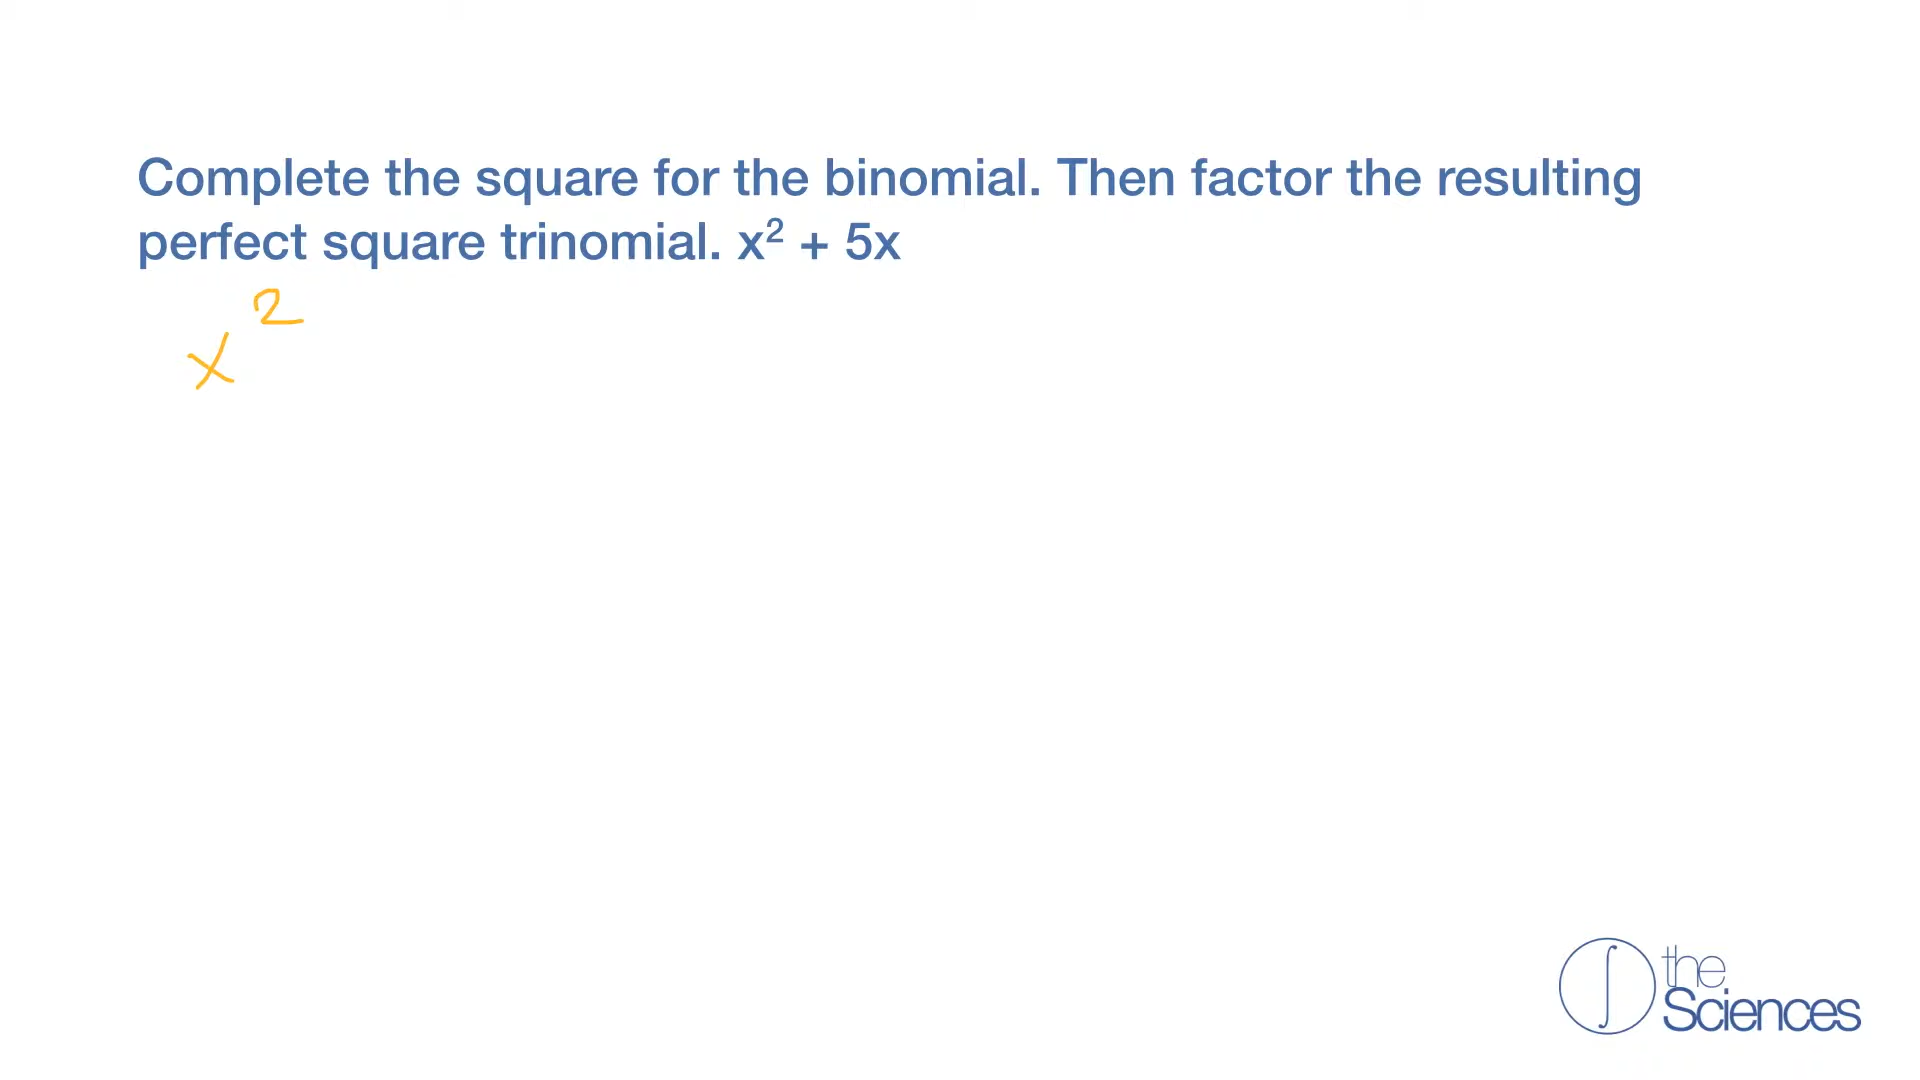 Complete the square for the binomial. Then factor the resulting
perfect square trinomial. x² + 5x
x²
the
Sciences